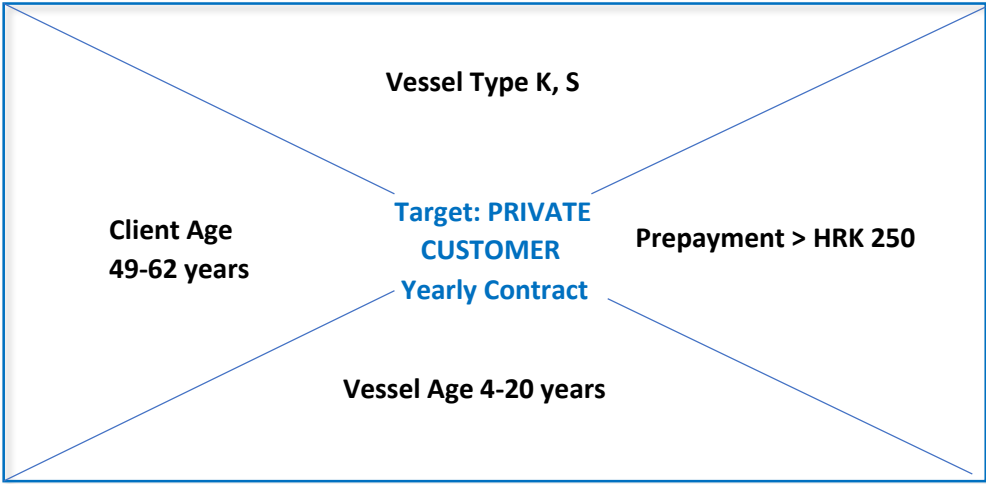 Vessel Type K, S
Client Age
49-62 years
Target: PRIVATE
CUSTOMER
Yearly Contract
Prepayment > HRK 250
Vessel Age 4-20 years